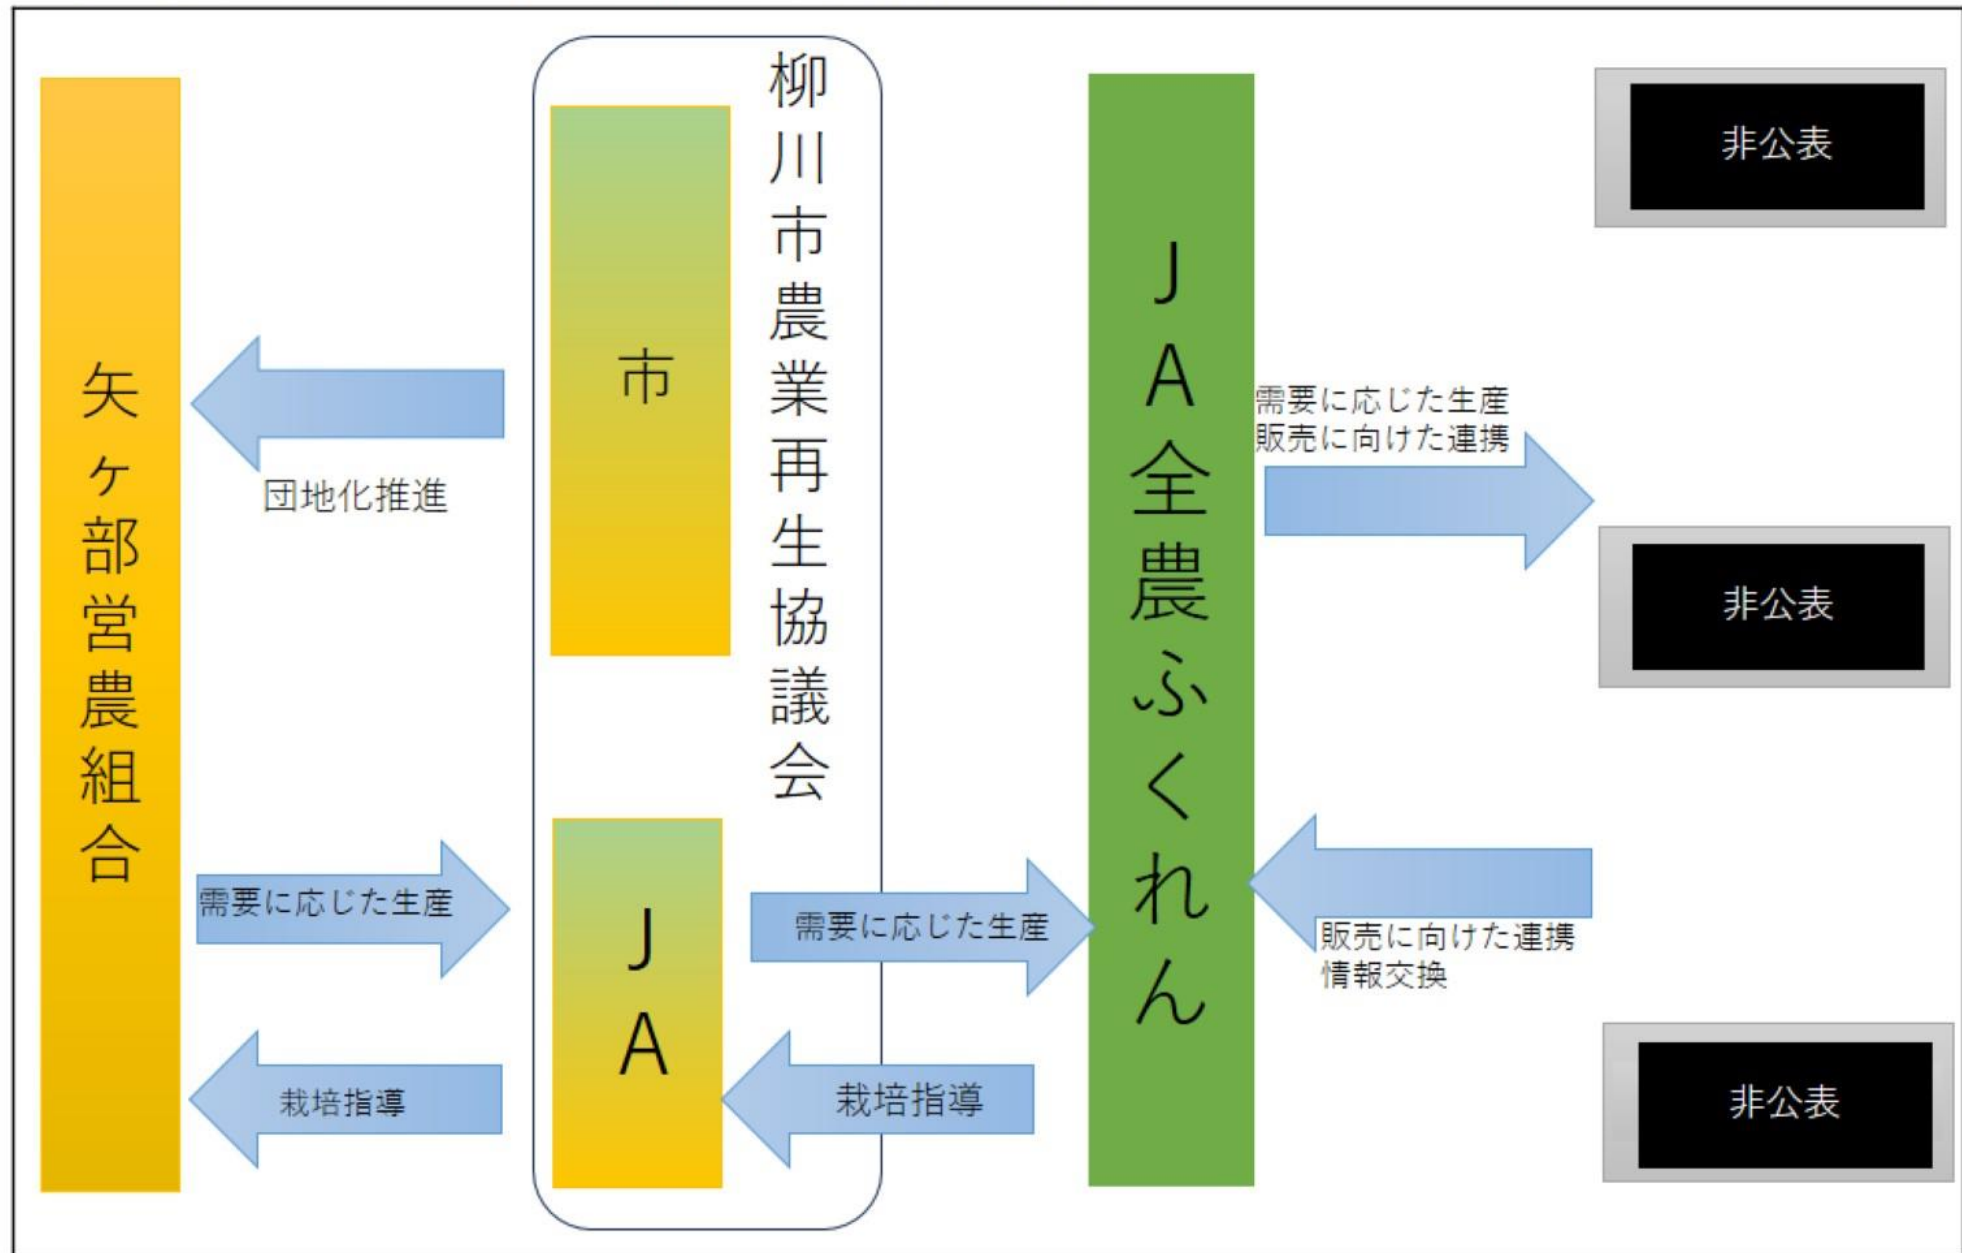 矢ヶ部営農組合
団地化推進
需要に応じた生産
栽培指導
柳川市農業再生協議会
市
JA
需要に応じた生産
栽培指導
JA全農ふくれん
需要に応じた生産
販売に向けた連携
販売に向けた連携
情報交換
非公表
非公表
非公表